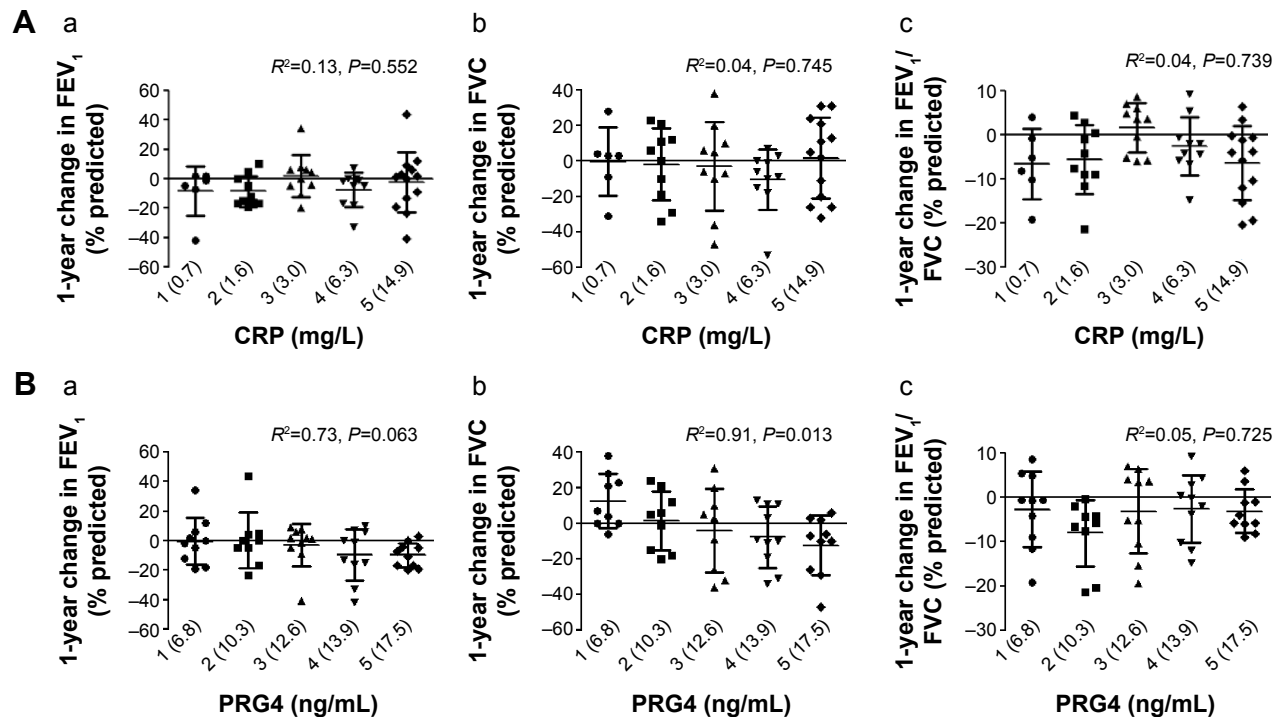 A
a
1-year change in FEV₁
(% predicted)
R²=0.13, P=0.552
60
40
20
0
–20
–40
–60
1 (0.7)
2 (1.6)
3 (3.0)
4 (6.3)
5 (14.9)
CRP (mg/L)
b
1-year change in FVC
(% predicted)
R²=0.04, P=0.745
40
20
0
–20
–40
–60
1 (0.7)
2 (1.6)
3 (3.0)
4 (6.3)
5 (14.9)
CRP (mg/L)
c
1-year change in FEV₁/
FVC (% predicted)
R²=0.04, P=0.739
10
0
–10
–20
–30
1 (0.7)
2 (1.6)
3 (3.0)
4 (6.3)
5 (14.9)
CRP (mg/L)
B
a
1-year change in FEV₁
(% predicted)
R²=0.73, P=0.063
60
40
20
0
–20
–40
–60
1 (6.8)
2 (10.3)
3 (12.6)
4 (13.9)
5 (17.5)
PRG4 (ng/mL)
b
1-year change in FVC
(% predicted)
R²=0.91, P=0.013
40
20
0
–20
–40
–60
1 (6.8)
2 (10.3)
3 (12.6)
4 (13.9)
5 (17.5)
PRG4 (ng/mL)
c
1-year change in FEV₁/
FVC (% predicted)
R²=0.05, P=0.725
10
0
–10
–20
–30
1 (6.8)
2 (10.3)
3 (12.6)
4 (13.9)
5 (17.5)
PRG4 (ng/mL)